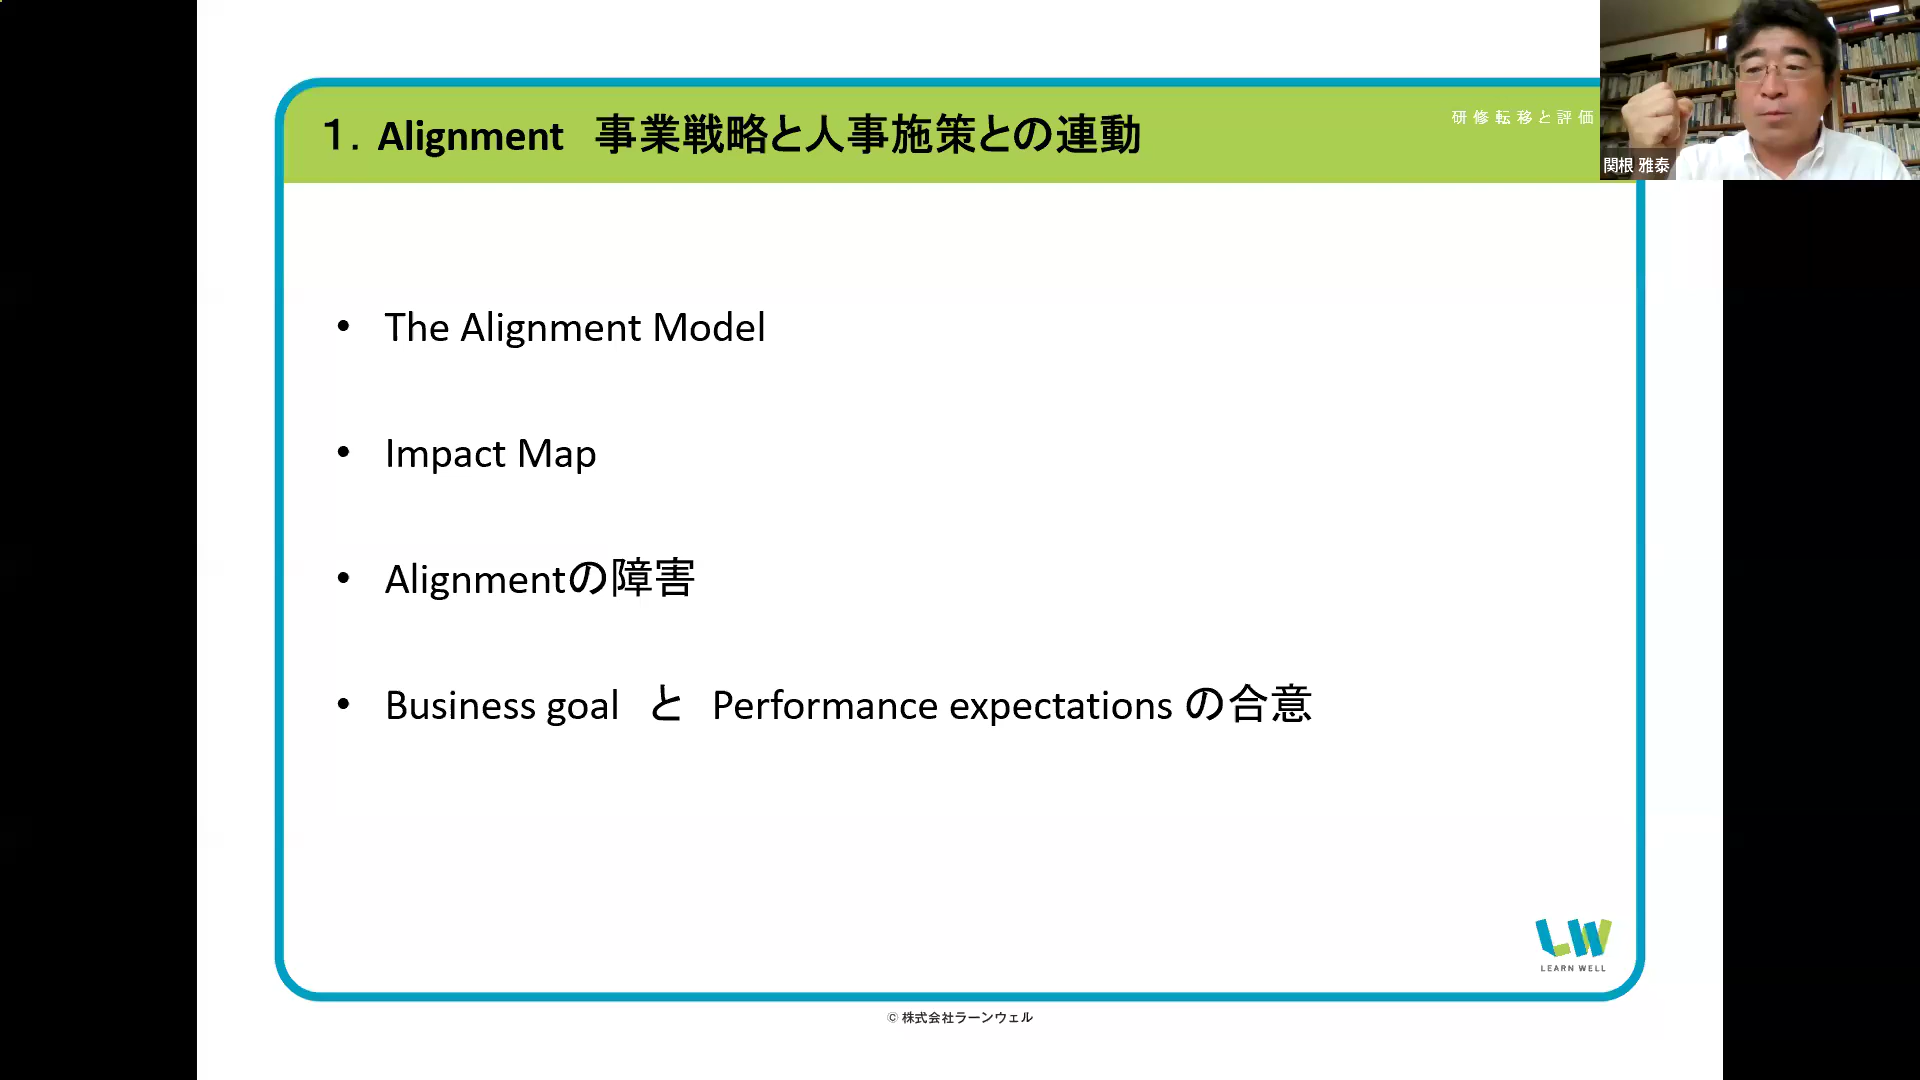 １．Alignment　事業戦略と人事施策との連動
研修転移と評価
関根 雅泰
• The Alignment Model
• Impact Map
• Alignmentの障害
• Business goal　と　Performance expectations の合意
LW
LEARN WELL
© 株式会社ラーンウェル